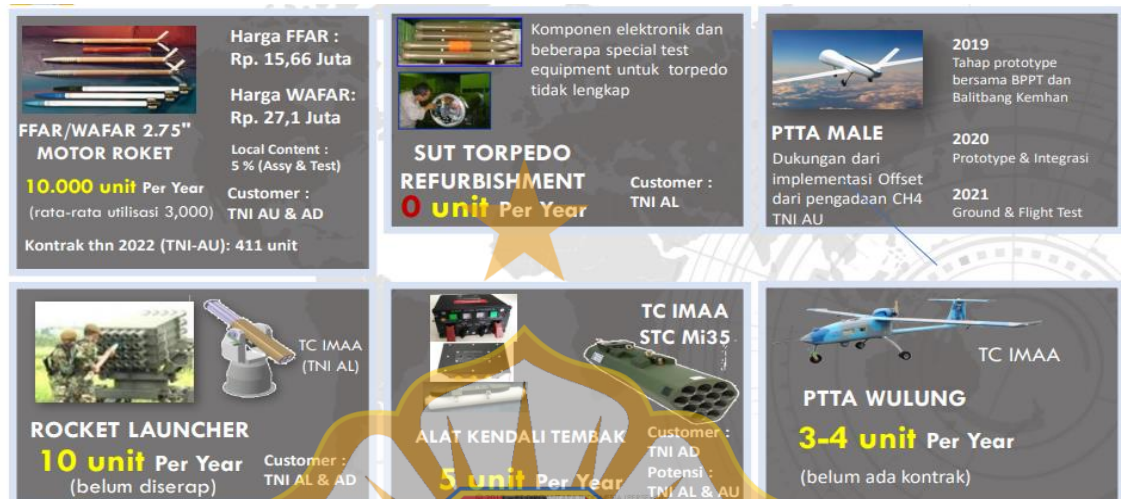 Harga FFAR :
Rp. 15,66 Juta
Harga WAFAR:
Rp. 27,1 Juta
FFAR/WAFAR 2.75"
MOTOR ROKET
Local Content :
5 % (Assy & Test)
10.000 unit Per Year
(rata-rata utilisasi 3,000)
Customer :
TNI AU & AD
Kontrak thn 2022 (TNI-AU): 411 unit
Komponen elektronik dan
beberapa special test
equipment untuk torpedo
tidak lengkap
SUT TORPEDO
REFURBISHMENT
0 unit Per Year
Customer :
TNI AL
PTTA MALE
Dukungan dari
implementasi Offset
dari pengadaan CH4
TNI AU
2019
Tahap prototype
bersama BPPT dan
Balitbang Kemhan
2020
Prototype & Integrasi
2021
Ground & Flight Test
TC IMAA
(TNI AL)
ROCKET LAUNCHER
10 unit Per Year
(belum diserap)
Customer :
TNI AL & AD
TC IMAA
STC Mi35
ALAT KENDALI TEMBAK
5 unit Per Year
Customer :
TNI AD
Potensi :
TNI AL & AU
TC IMAA
PTTA WULUNG
3-4 unit Per Year
(belum ada kontrak)